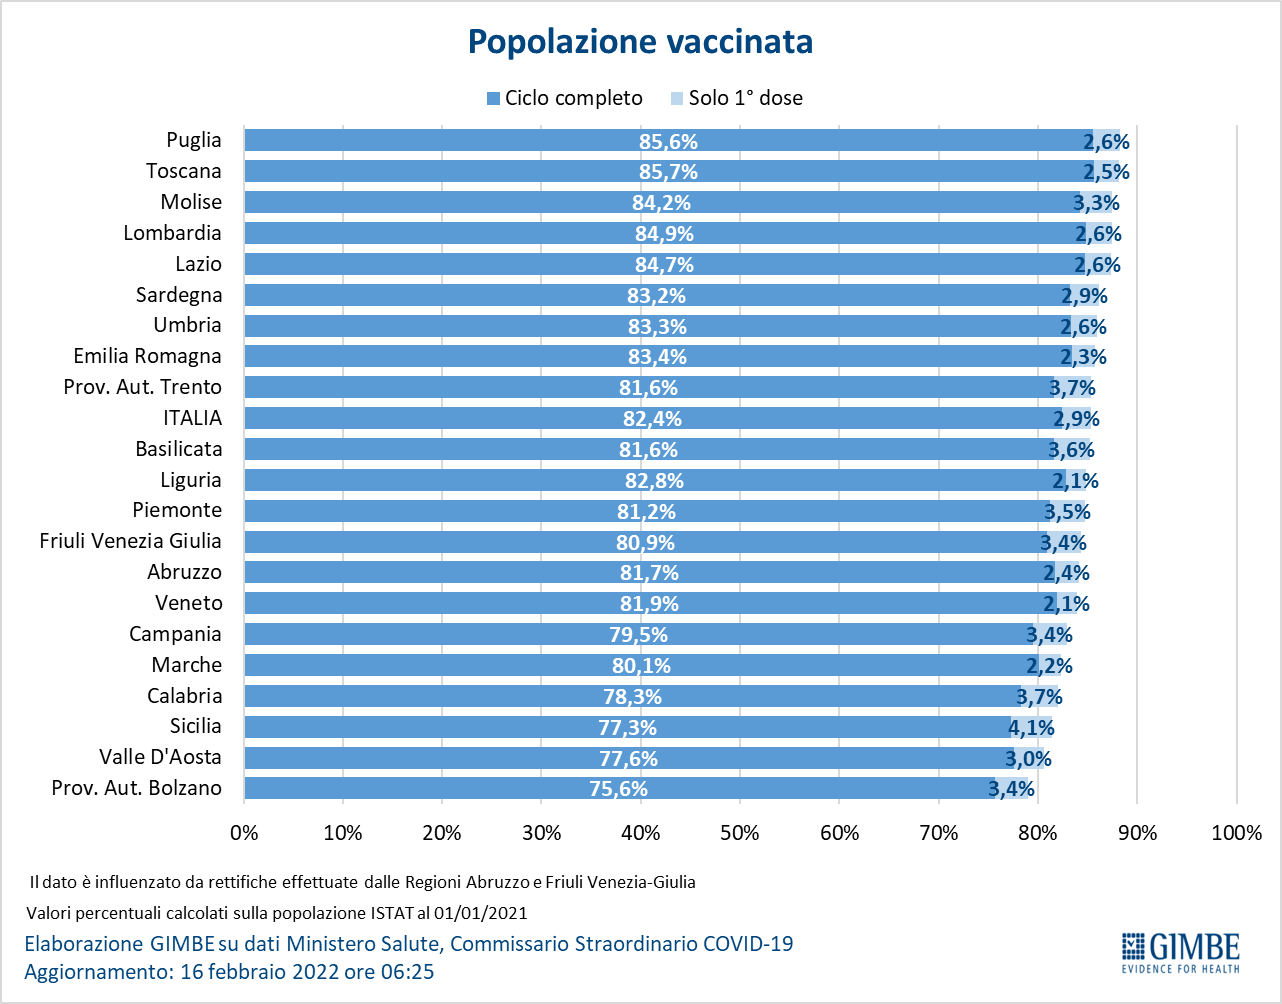 Popolazione vaccinata
Ciclo completo Solo 1° dose
Puglia 85,6% 2,6%
Toscana 85,7% 2,5%
Molise 84,2% 3,3%
Lombardia 84,9% 2,6%
Lazio 84,7% 2,6%
Sardegna 83,2% 2,9%
Umbria 83,3% 2,6%
Emilia Romagna 83,4% 2,3%
Prov. Aut. Trento 81,6% 3,7%
ITALIA 82,4% 2,9%
Basilicata 81,6% 3,6%
Liguria 82,8% 2,1%
Piemonte 81,2% 3,5%
Friuli Venezia Giulia 80,9% 3,4%
Abruzzo 81,7% 2,4%
Veneto 81,9% 2,1%
Campania 79,5% 3,4%
Marche 80,1% 2,2%
Calabria 78,3% 3,7%
Sicilia 77,3% 4,1%
Valle D'Aosta 77,6% 3,0%
Prov. Aut. Bolzano 75,6% 3,4%
0% 10% 20% 30% 40% 50% 60% 70% 80% 90% 100%
Il dato è influenzato da rettifiche effettuate dalle Regioni Abruzzo e Friuli Venezia-Giulia
Valori percentuali calcolati sulla popolazione ISTAT al 01/01/2021
Elaborazione GIMBE su dati Ministero Salute, Commissario Straordinario COVID-19
Aggiornamento: 16 febbraio 2022 ore 06:25
GIMBE
EVIDENCE FOR HEALTH